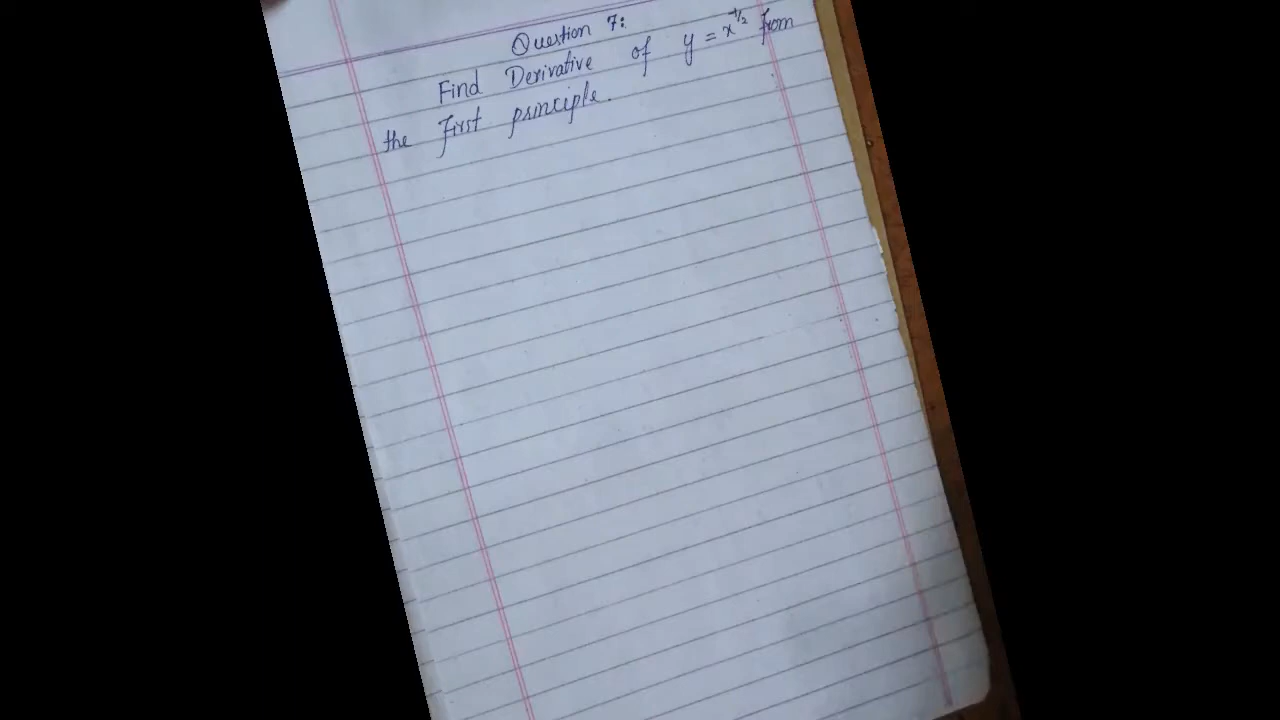 Question 7:
Find Derivative of y = x^-1/2 from
the first principle.